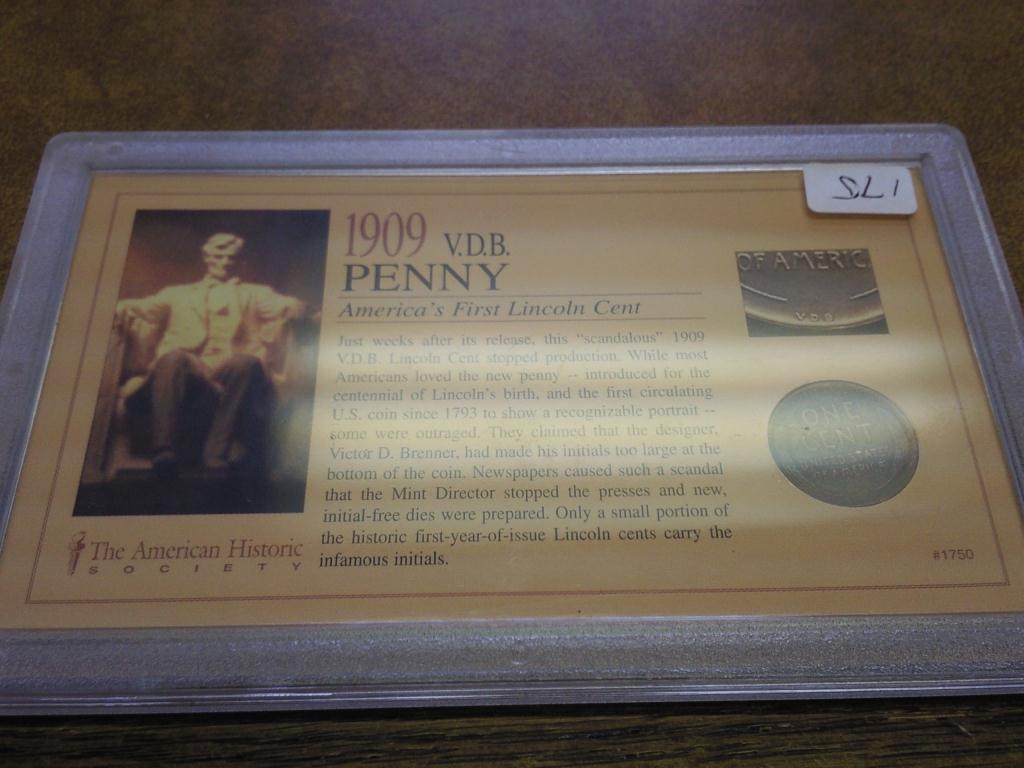 175
1909 V.D.B.
PENNY
America's First Lincoln Cent
Just weeks after its release, this "scandalous" 1909
V.D.B. Lincoln Cent stopped production. While most
Americans loved the new penny -- introduced for the
centennial of Lincoln's birth, and the first circulating
U.S. coin since 1793 to show a recognizable portrait --
some were outraged. They claimed that the designer,
Victor D. Brenner, had made his initials too large at the
bottom of the coin. Newspapers caused such a scandal
that the Mint Director stopped the presses and new,
initial-free dies were prepared. Only a small portion of
the historic first-year-of-issue Lincoln cents carry the
infamous initials.
OF AMERIC
VDB
ONE
CENT
The American Historic
SOCIETY
#1750